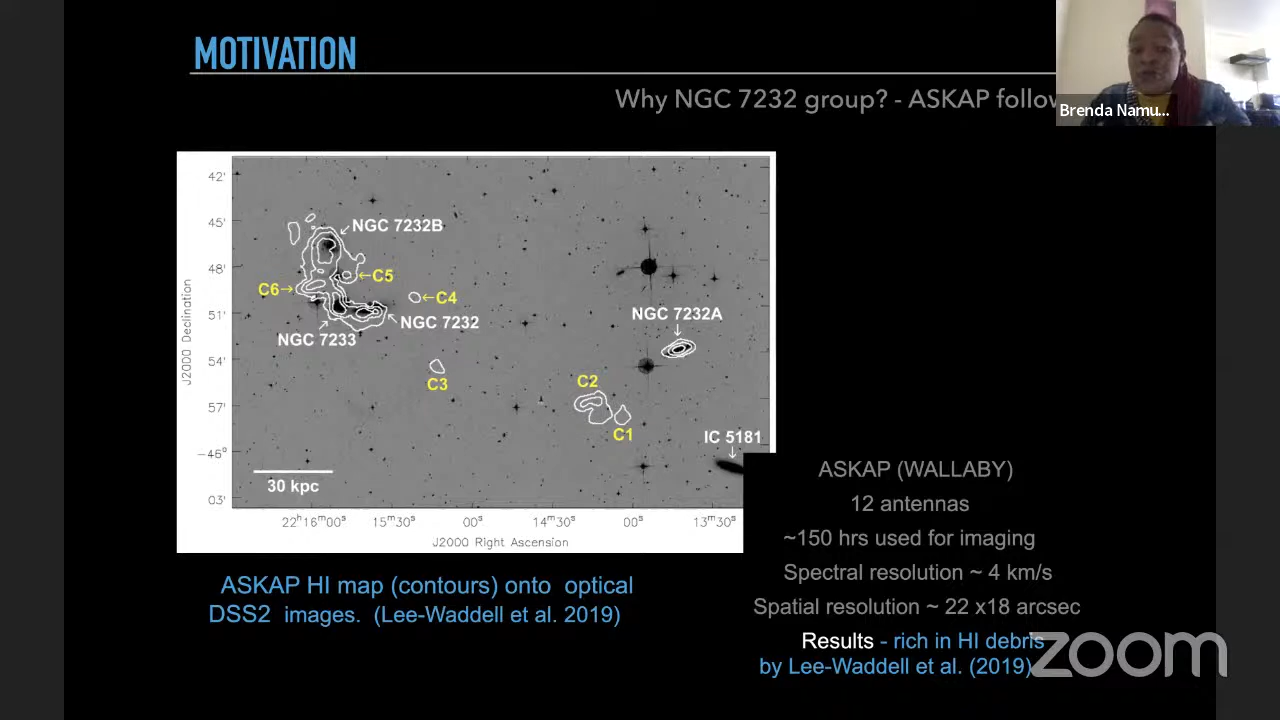 MOTIVATION
Why NGC 7232 group? - ASKAP follow
Brenda Namu...
42'
45'
48'
51'
54'
57'
-46°
03'
J2000 Declination
NGC 7232B
C5
C6
C4
NGC 7232
NGC 7233
C3
NGC 7232A
C2
C1
IC 5181
30 kpc
22h16m00s 15m30s 00s 14m30s 00s 13m30s
J2000 Right Ascension
ASKAP HI map (contours) onto optical
DSS2 images. (Lee-Waddell et al. 2019)
ASKAP (WALLABY)
12 antennas
~150 hrs used for imaging
Spectral resolution ~ 4 km/s
Spatial resolution ~ 22 x18 arcsec
Results - rich in HI debris
by Lee-Waddell et al. (2019)
zoom